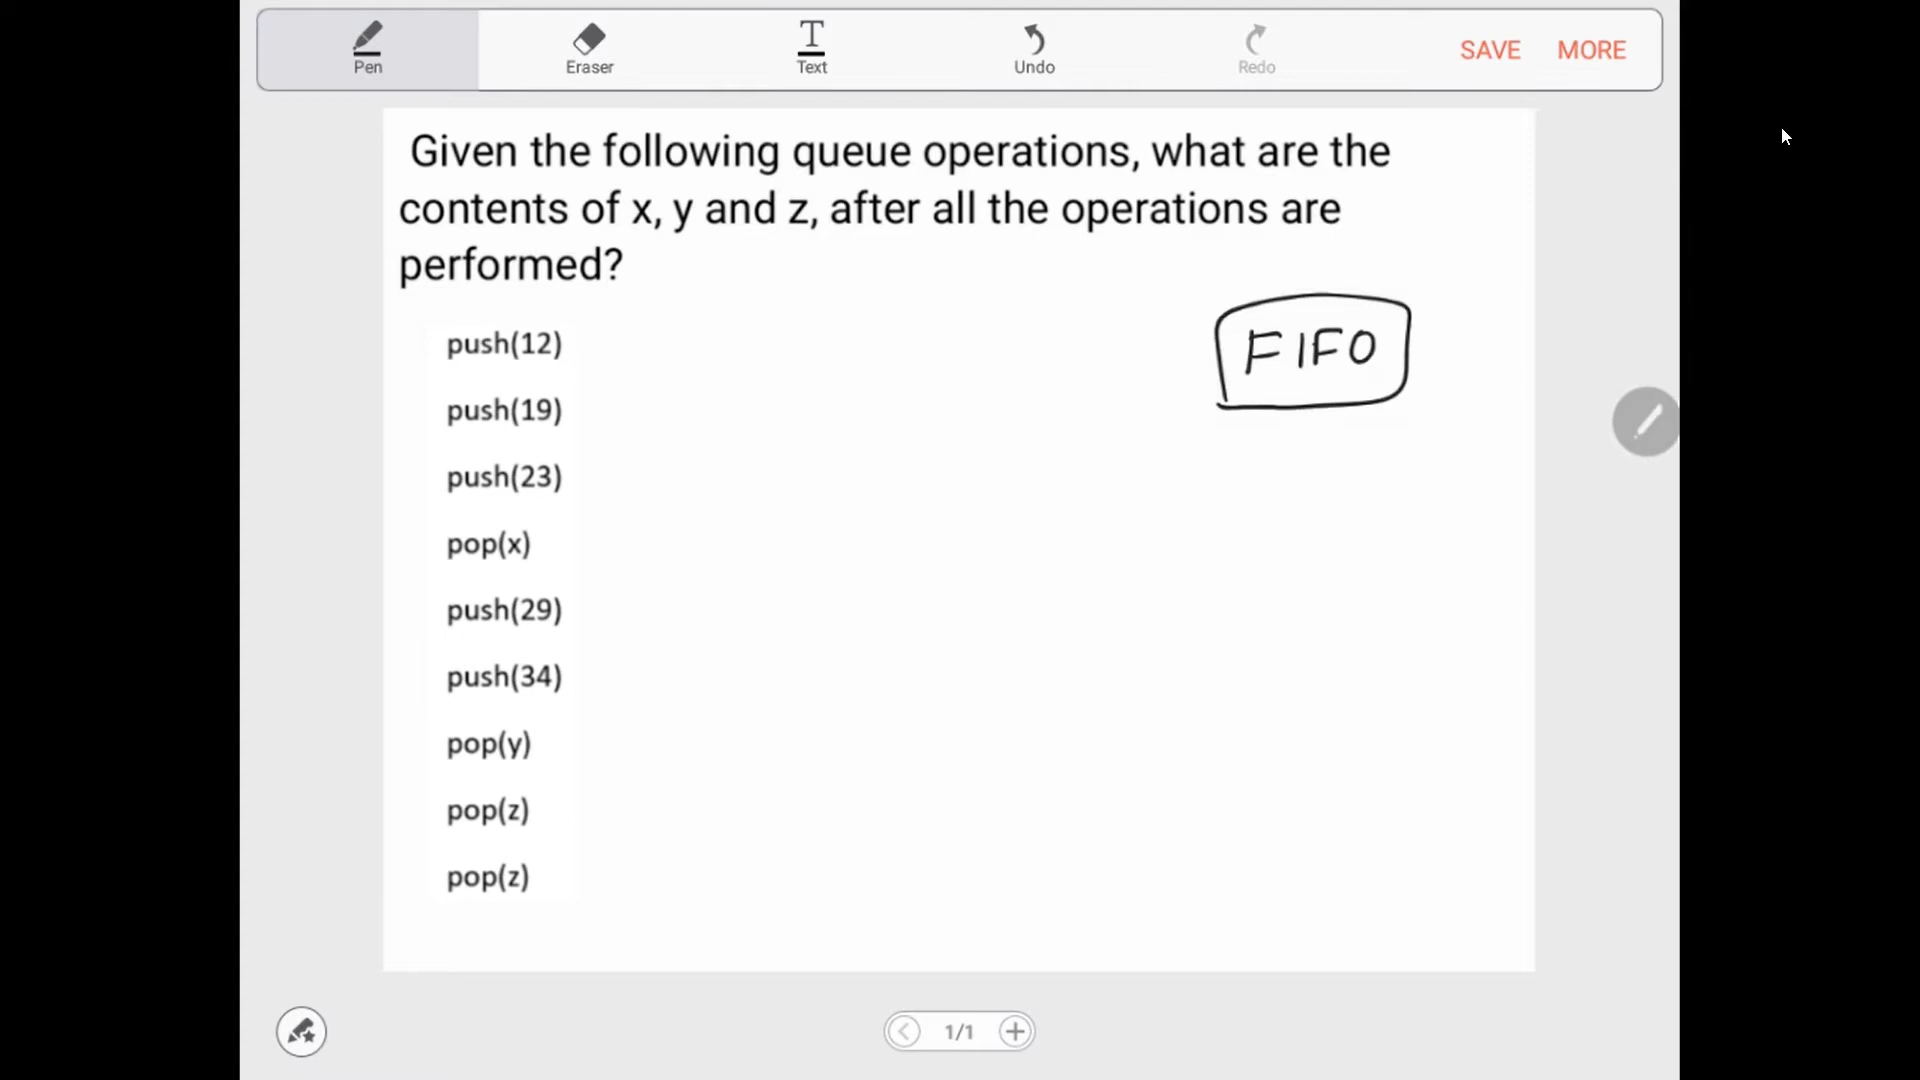 Pen
Eraser
Text
Undo
Redo
SAVE
MORE
Given the following queue operations, what are the
contents of x, y and z, after all the operations are
performed?
FIFO
push(12)
push(19)
push(23)
pop(x)
push(29)
push(34)
pop(y)
pop(z)
pop(z)
1/1